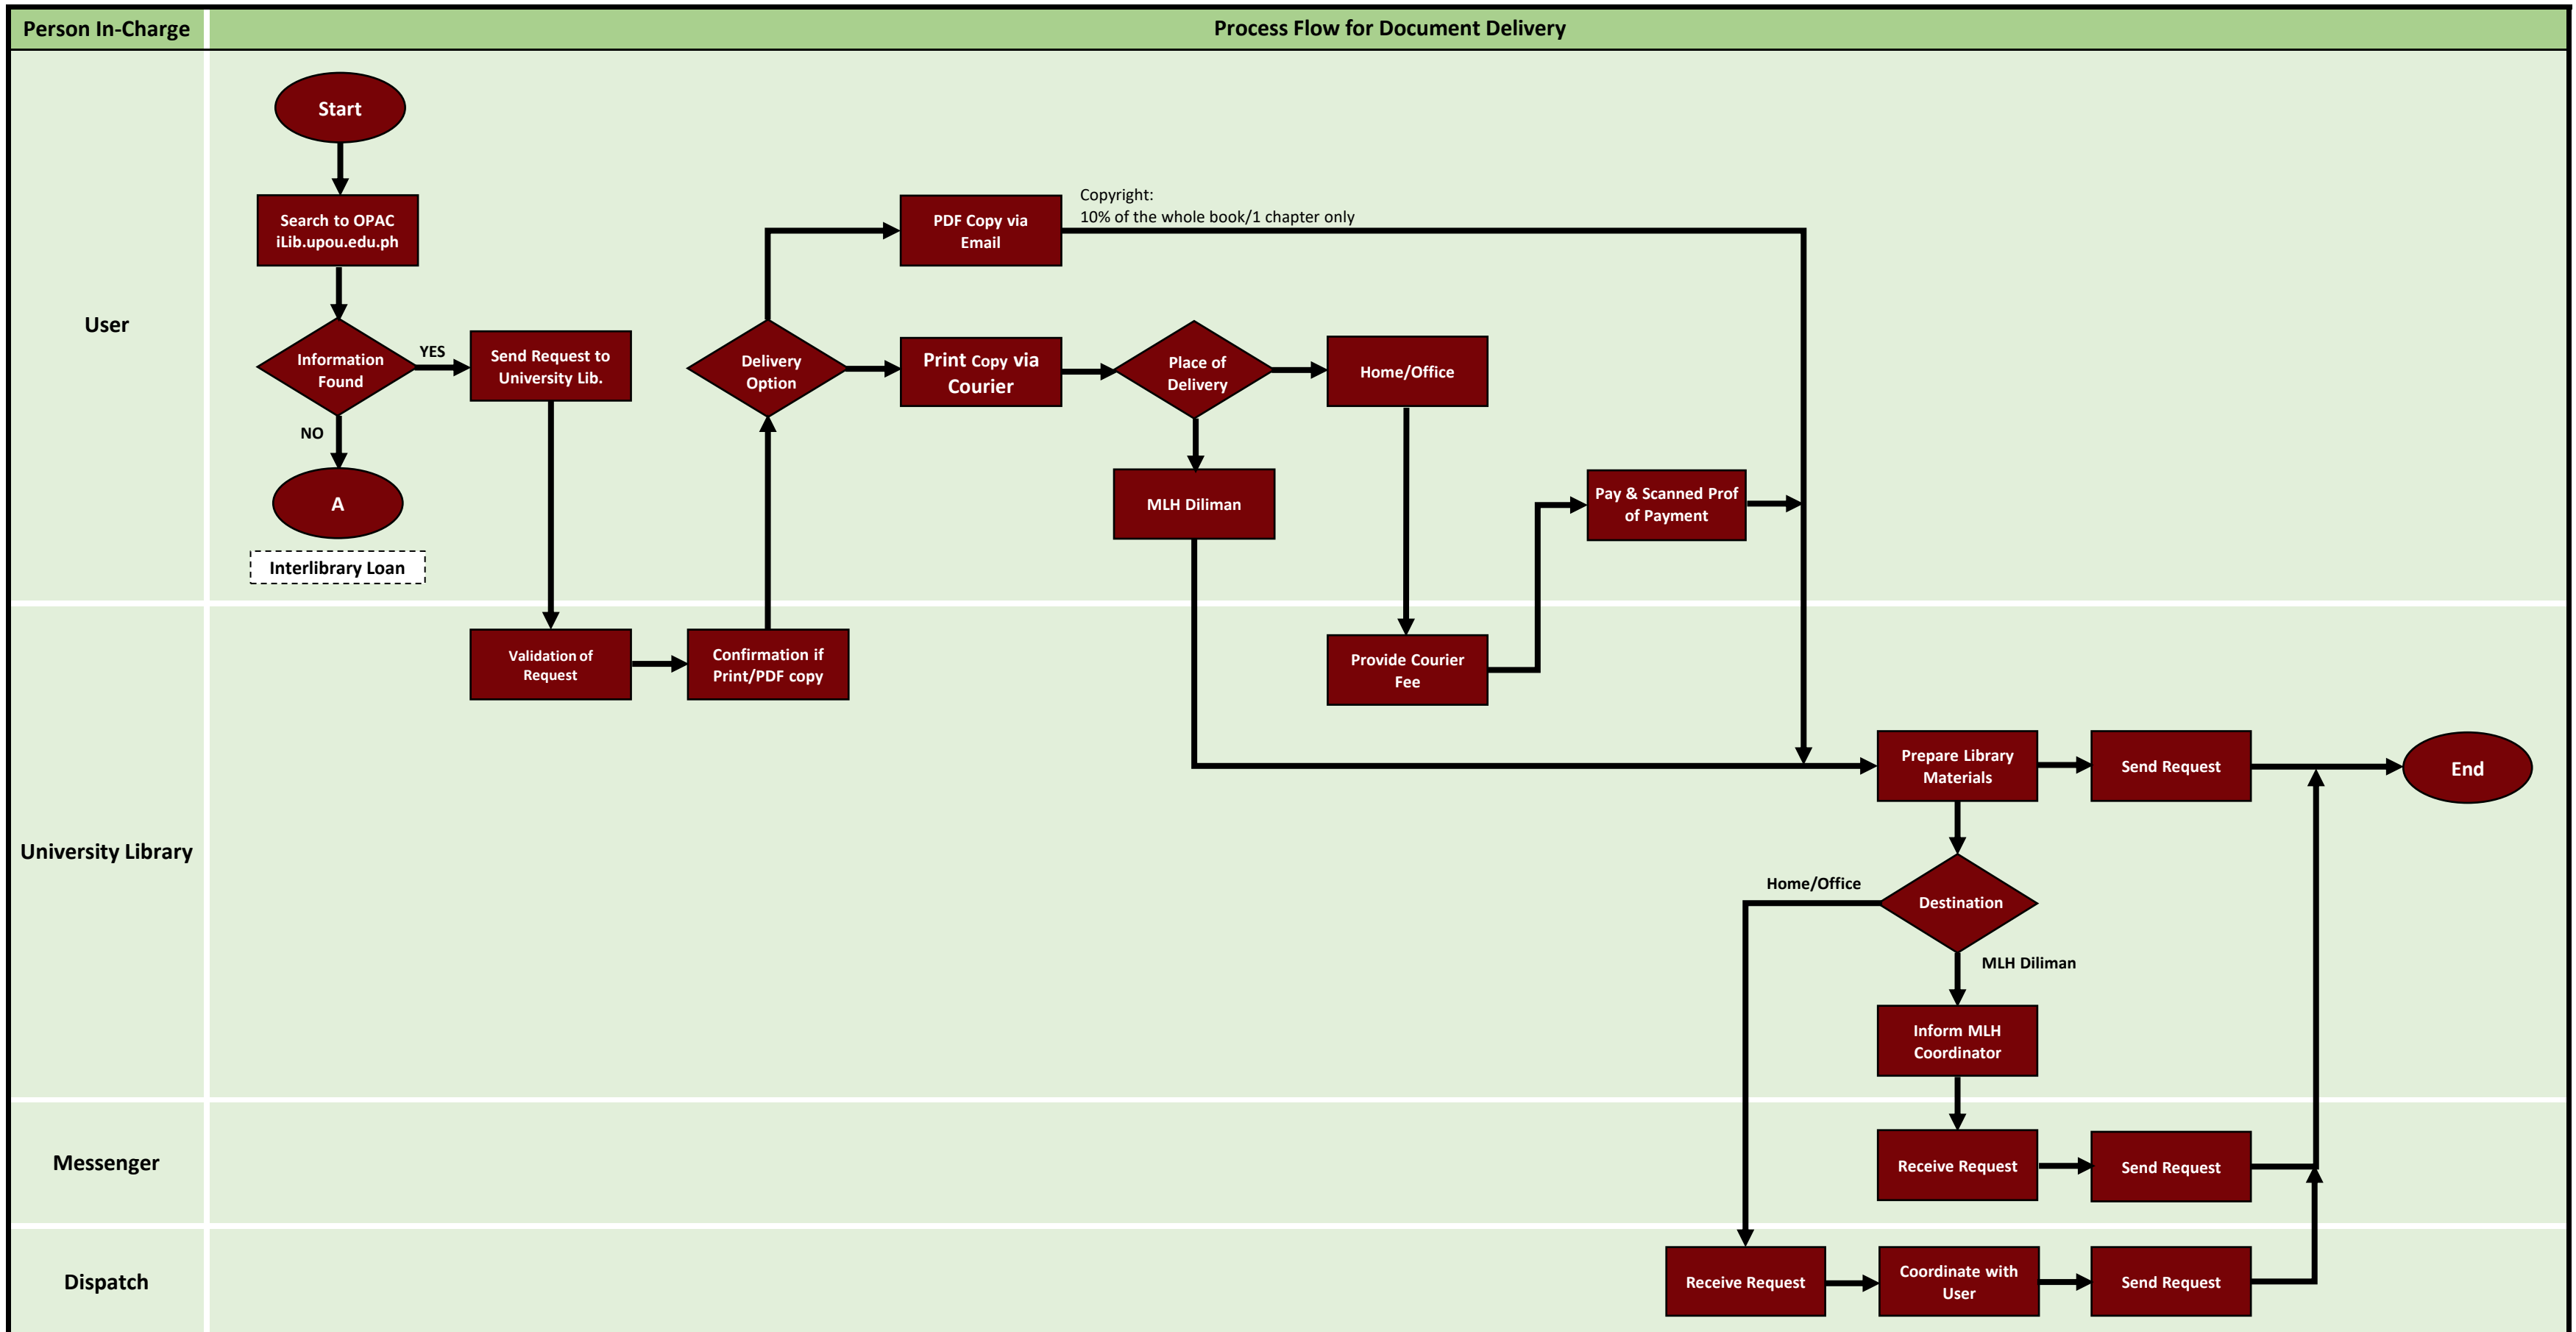 Person In-Charge
Process Flow for Document Delivery
User
Start
Search to OPAC
iLib.upou.edu.ph
Information
Found
YES
NO
A
Interlibrary Loan
Send Request to
University Lib.
Delivery
Option
PDF Copy via
Email
Copyright:
10% of the whole book/1 chapter only
Print Copy via
Courier
Place of
Delivery
Home/Office
MLH Diliman
Pay & Scanned Prof
of Payment
University Library
Validation of
Request
Confirmation if
Print/PDF copy
Provide Courier
Fee
Prepare Library
Materials
Send Request
End
Destination
Home/Office
MLH Diliman
Inform MLH
Coordinator
Messenger
Receive Request
Send Request
Dispatch
Receive Request
Coordinate with
User
Send Request